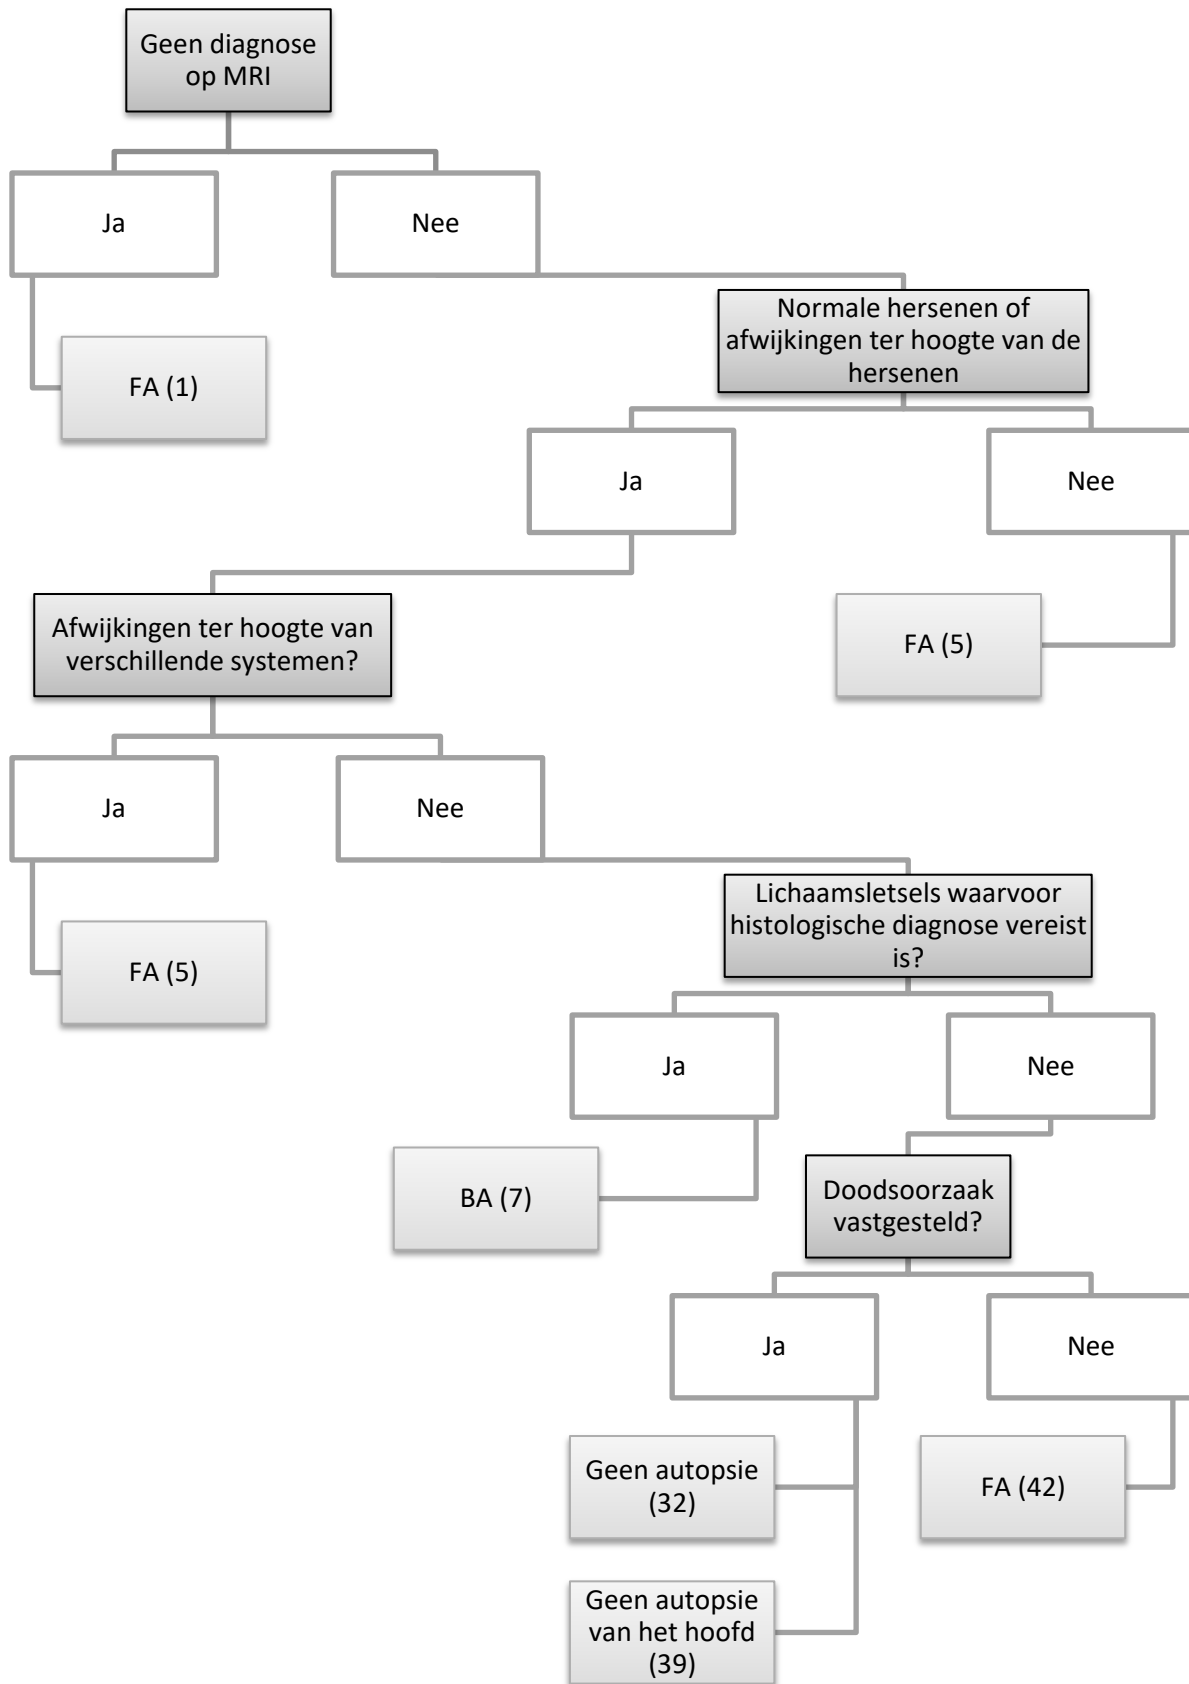 Geen diagnose
op MRI
Ja
Nee
Normale hersenen of
afwijkingen ter hoogte van de
hersenen
FA (1)
Ja
Nee
Afwijkingen ter hoogte van
verschillende systemen?
FA (5)
Ja
Nee
Lichaamsletsels waarvoor
histologische diagnose vereist
is?
FA (5)
Ja
Nee
BA (7)
Doodsoorzaak
vastgesteld?
Ja
Nee
Geen autopsie
(32)
FA (42)
Geen autopsie
van het hoofd
(39)